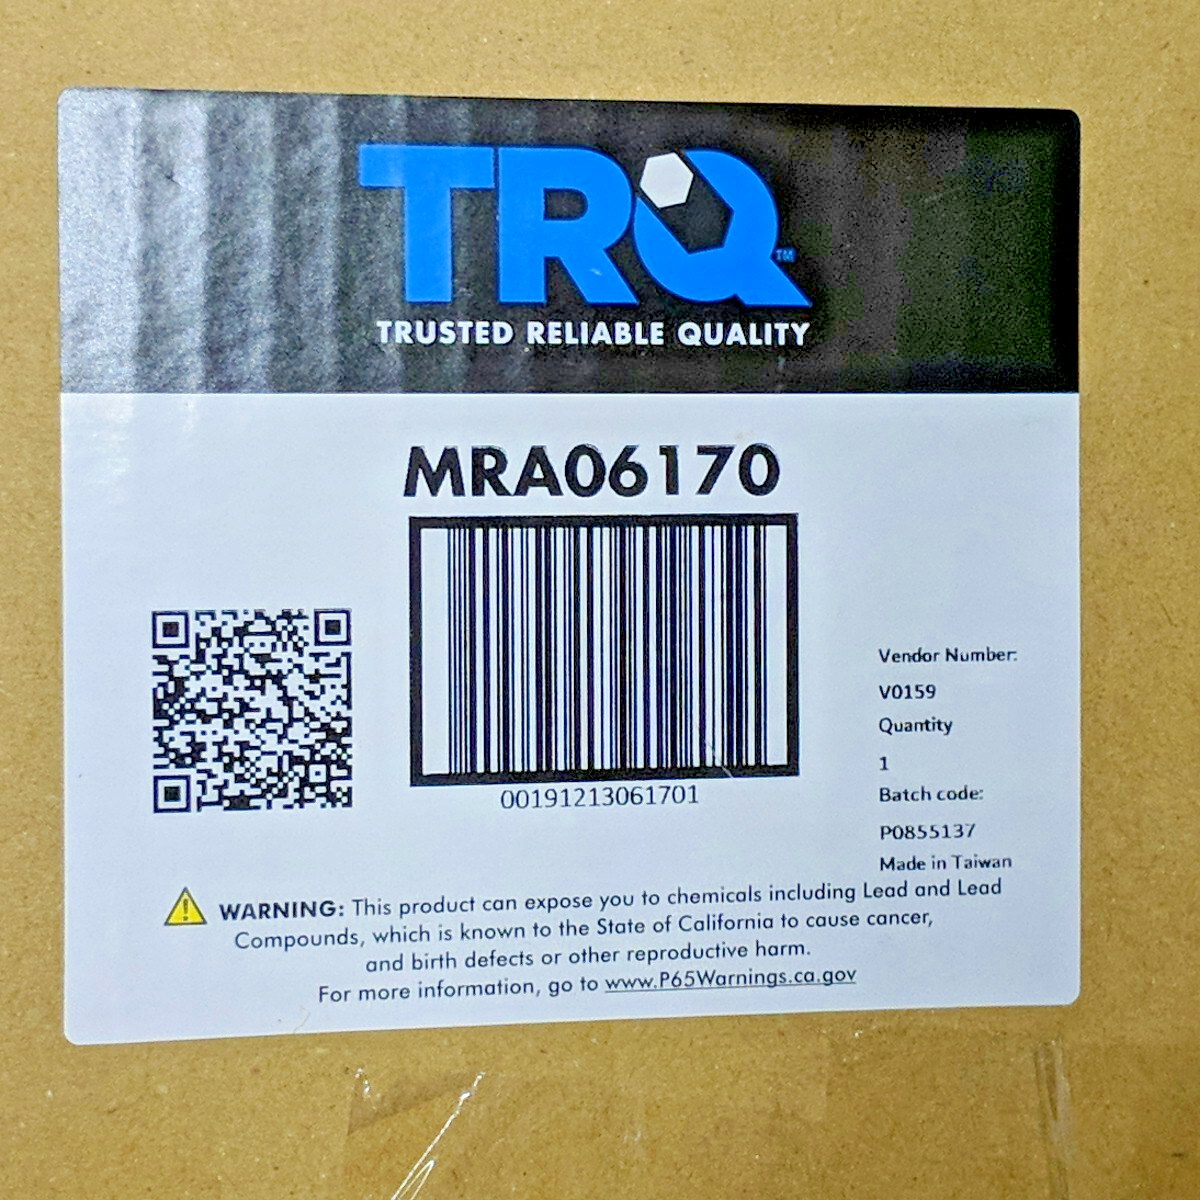 TRQ™
TRUSTED RELIABLE QUALITY
MRA06170
00191213061701
Vendor Number:
V0159
Quantity
1
Batch code:
P0855137
Made in Taiwan
WARNING: This product can expose you to chemicals including Lead and Lead
Compounds, which is known to the State of California to cause cancer,
and birth defects or other reproductive harm.
For more information, go to www.P65Warnings.ca.gov